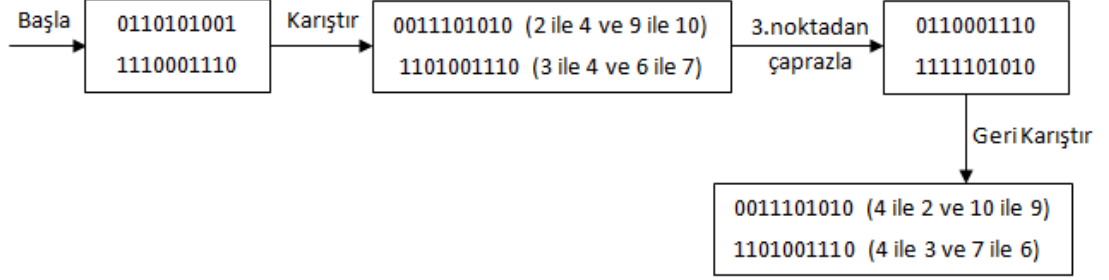 Başla
0110101001
1110001110
Karıştır
0011101010 (2 ile 4 ve 9 ile 10)
1101001110 (3 ile 4 ve 6 ile 7)
3.noktadan
çaprazla
0110001110
1111101010
Geri Karıştır
0011101010 (4 ile 2 ve 10 ile 9)
1101001110 (4 ile 3 ve 7 ile 6)